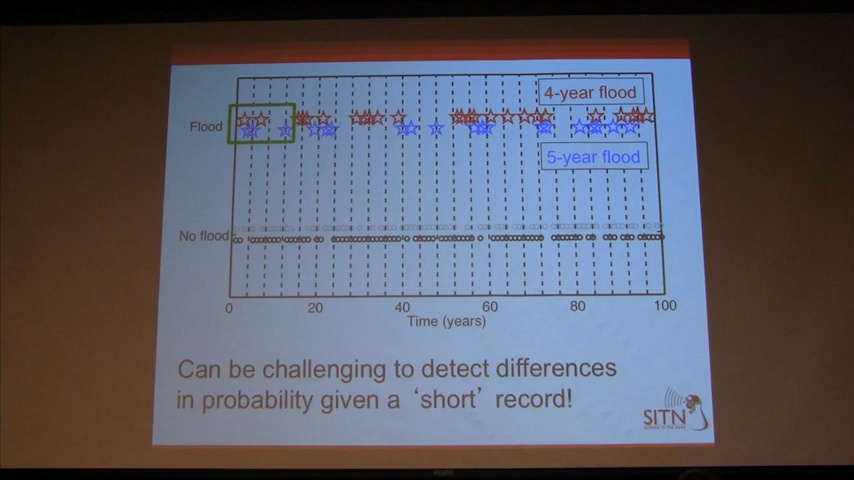 4-year flood
Flood
5-year flood
No flood
0 20 40 60 80 100
Time (years)
Can be challenging to detect differences
in probability given a ‘short’ record!
SITN